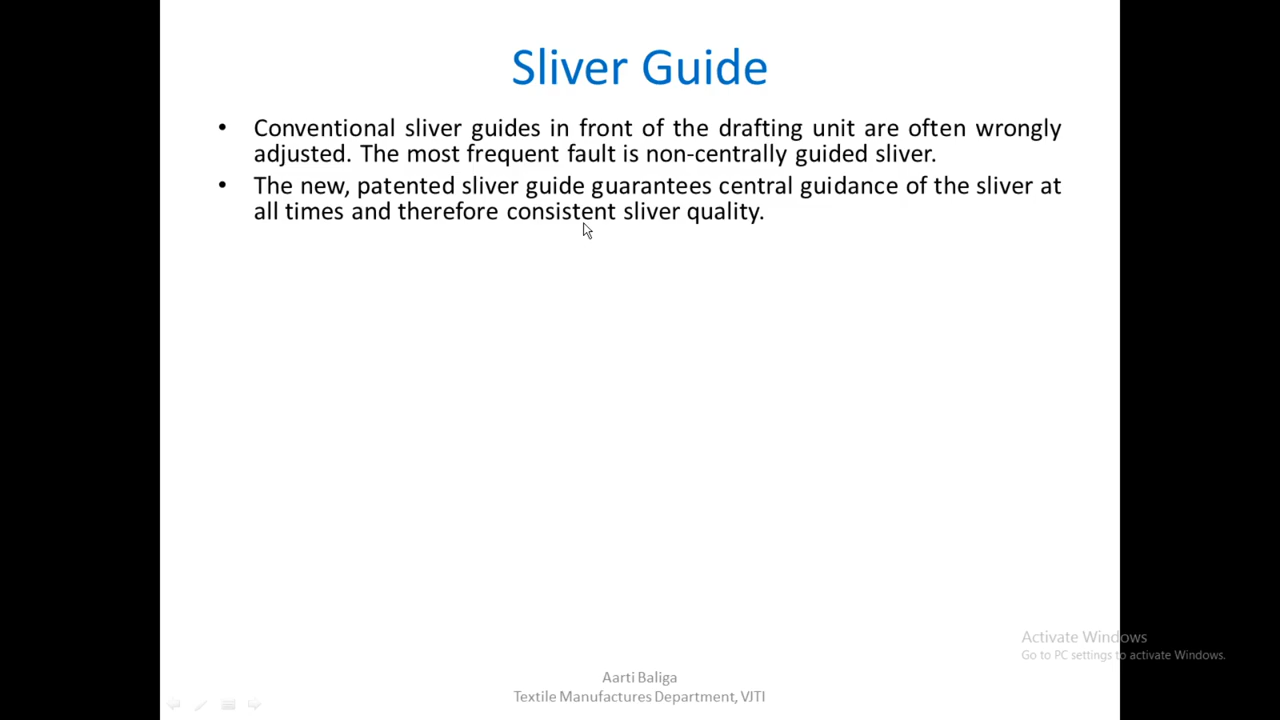 Sliver Guide
• Conventional sliver guides in front of the drafting unit are often wrongly
adjusted. The most frequent fault is non-centrally guided sliver.
• The new, patented sliver guide guarantees central guidance of the sliver at
all times and therefore consistent sliver quality.
Activate Windows
Go to PC settings to activate Windows.
Aarti Baliga
Textile Manufactures Department, VJTI